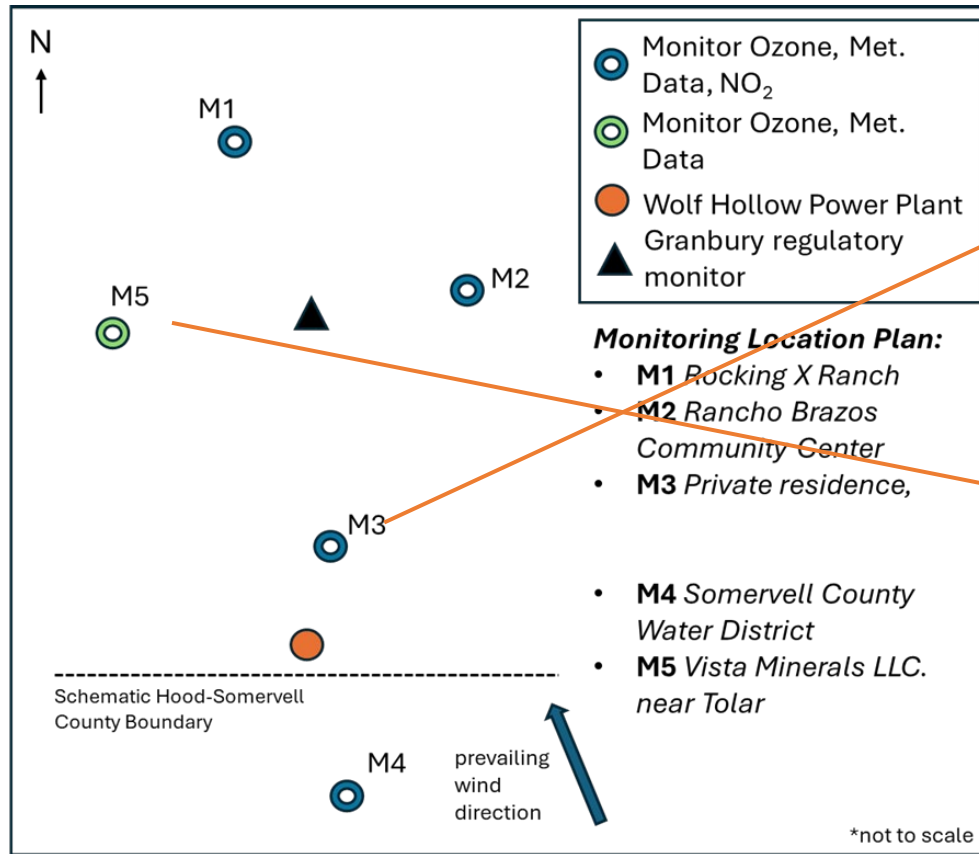 N
M1
M5
M2
M3
Schematic Hood-Somervell
County Boundary
M4
prevailing
wind
direction
Monitor Ozone, Met.
Data, NO₂
Monitor Ozone, Met.
Data
Wolf Hollow Power Plant
Granbury regulatory
monitor
Monitoring Location Plan:
• M1 Rocking X Ranch
• M2 Rancho Brazos
Community Center
• M3 Private residence,
• M4 Somervell County
Water District
• M5 Vista Minerals LLC.
near Tolar
*not to scale